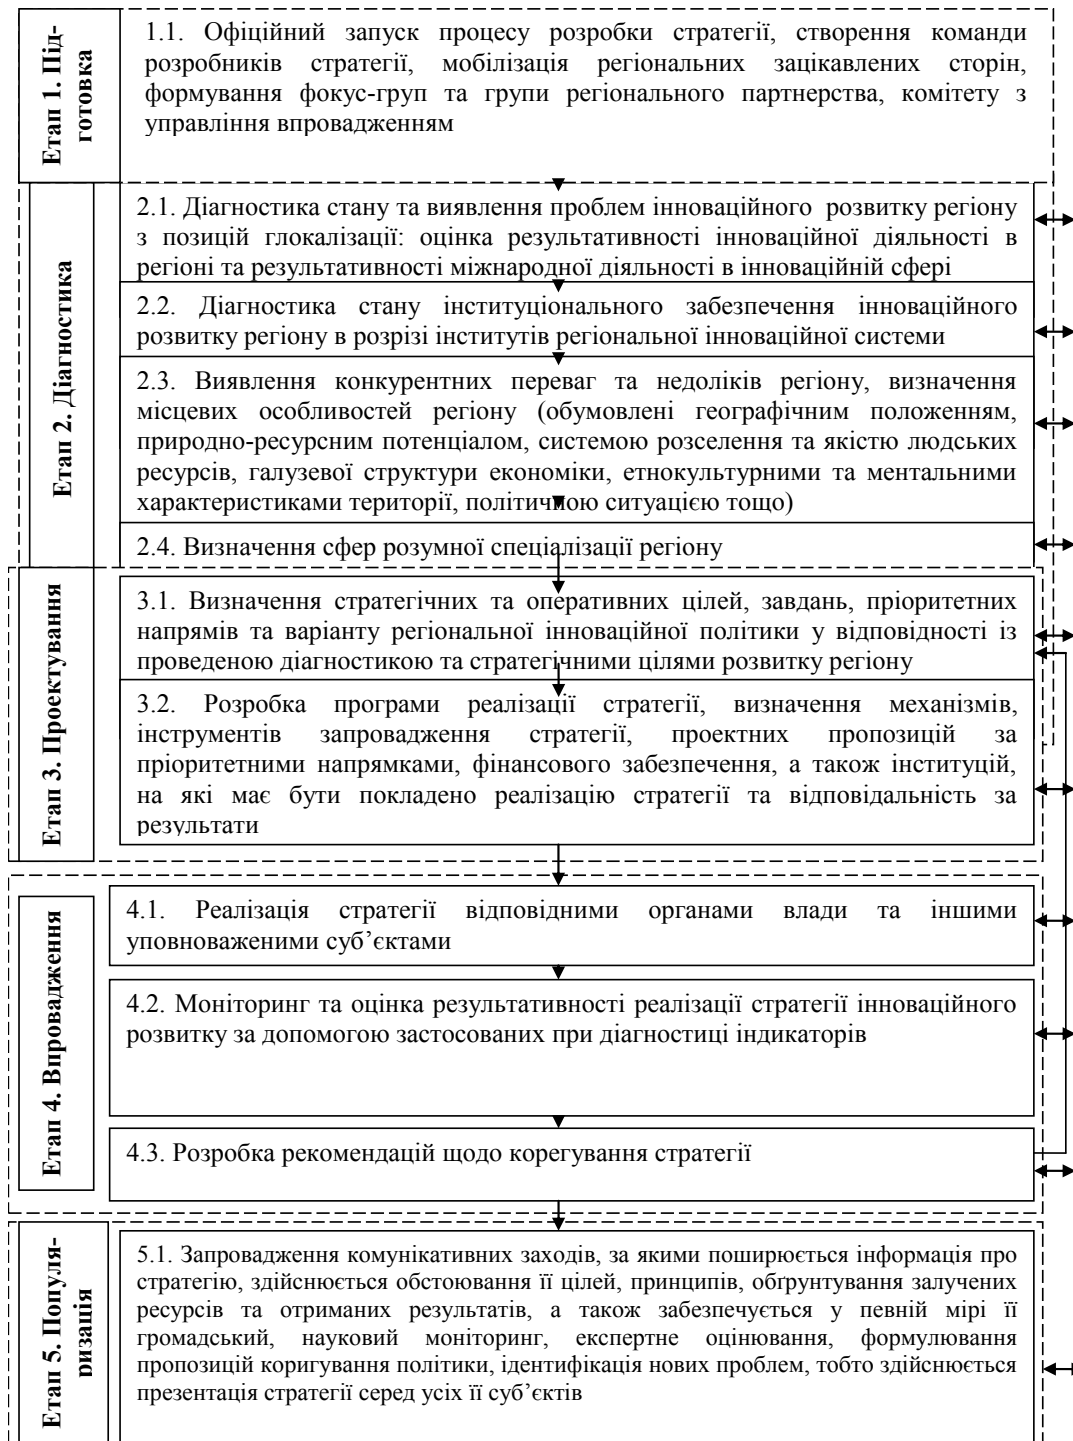 Етап 1. Під-
готовка
1.1. Офіційний запуск процесу розробки стратегії, створення команди
розробників стратегії, мобілізація регіональних зацікавлених сторін,
формування фокус-груп та групи регіонального партнерства, комітету з
управління впровадженням
Етап 2. Діагностика
2.1. Діагностика стану та виявлення проблем інноваційного розвитку регіону
з позицій глокалізації: оцінка результативності інноваційної діяльності в
регіоні та результативності міжнародної діяльності в інноваційній сфері
2.2. Діагностика стану інституціонального забезпечення інноваційного
розвитку регіону в розрізі інститутів регіональної інноваційної системи
2.3. Виявлення конкурентних переваг та недоліків регіону, визначення
місцевих особливостей регіону (обумовлені географічним положенням,
природно-ресурсним потенціалом, системою розселення та якістю людських
ресурсів, галузевої структури економіки, етнокультурними та ментальними
характеристиками території, політичною ситуацією тощо)
2.4. Визначення сфер розумної спеціалізації регіону
Етап 3. Проектування
3.1. Визначення стратегічних та оперативних цілей, завдань, пріоритетних
напрямів та варіанту регіональної інноваційної політики у відповідності із
проведеною діагностикою та стратегічними цілями розвитку регіону
3.2. Розробка програми реалізації стратегії, визначення механізмів,
інструментів запровадження стратегії, проектних пропозицій за
пріоритетними напрямками, фінансового забезпечення, а також інституцій,
на які має бути покладено реалізацію стратегії та відповідальність за
результати
Етап 4. Впровадження
4.1. Реалізація стратегії відповідними органами влади та іншими
уповноваженими суб’єктами
4.2. Моніторинг та оцінка результативності реалізації стратегії інноваційного
розвитку за допомогою застосованих при діагностиці індикаторів
4.3. Розробка рекомендацій щодо корегування стратегії
Етап 5. Популя-
ризація
5.1. Запровадження комунікативних заходів, за якими поширюється інформація про
стратегію, здійснюється обстоювання її цілей, принципів, обґрунтування залучених
ресурсів та отриманих результатів, а також забезпечується у певній мірі її
громадський, науковий моніторинг, експертне оцінювання, формулювання
пропозицій коригування політики, ідентифікація нових проблем, тобто здійснюється
презентація стратегії серед усіх її суб’єктів